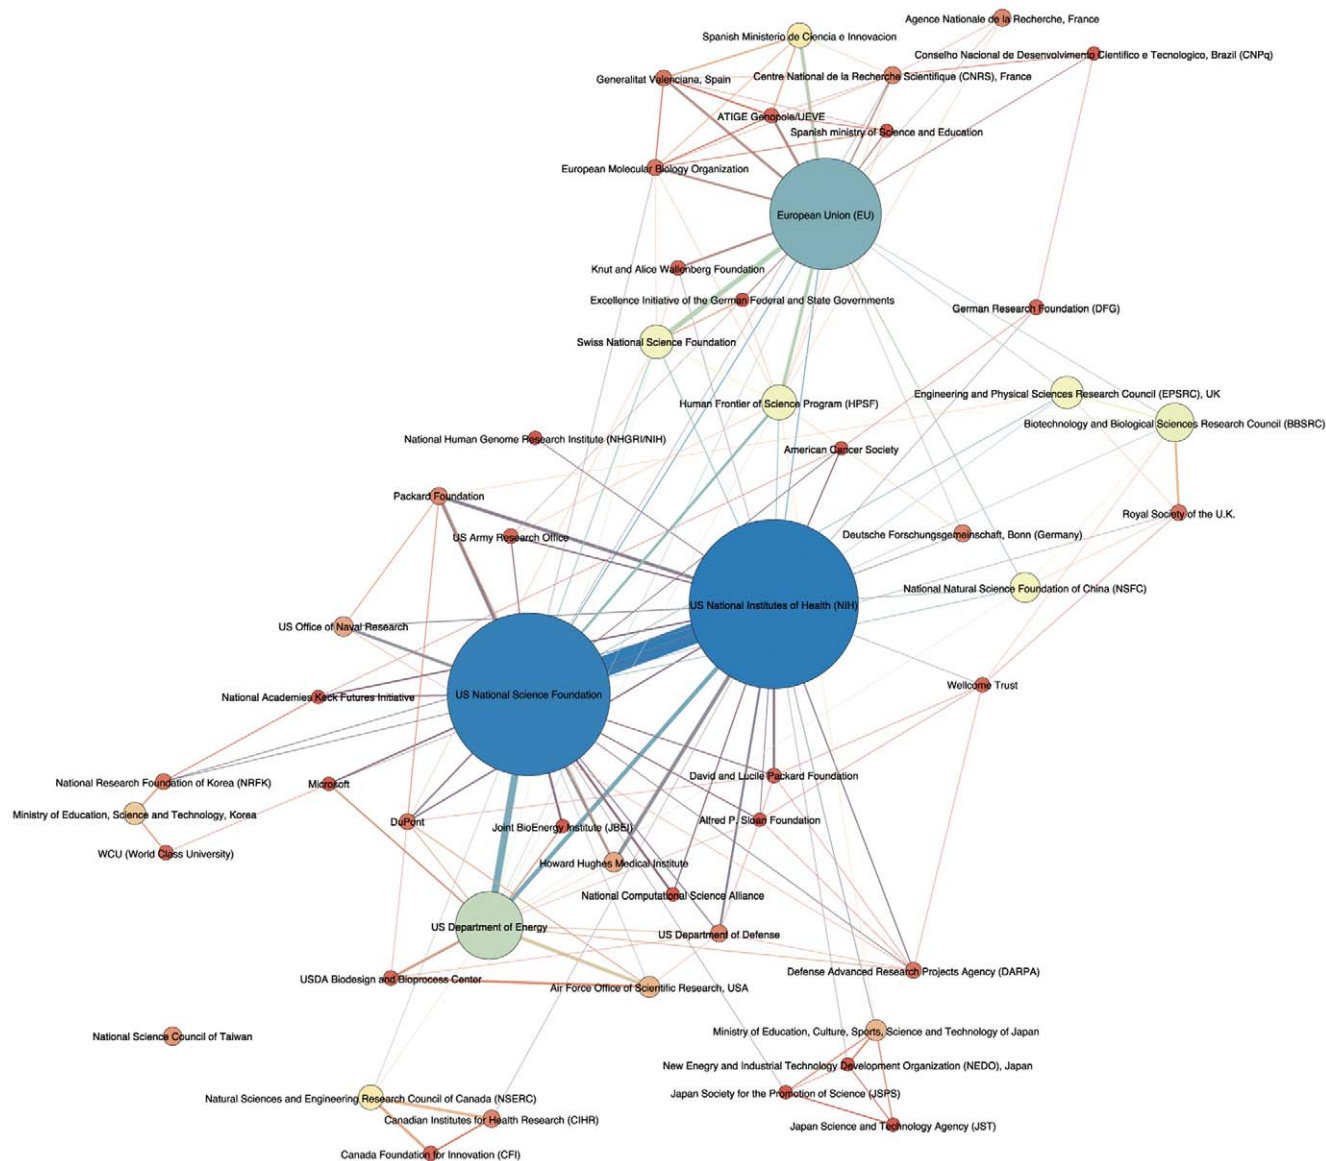 Agence Nationale de la Recherche, France
Spanish Ministerio de Ciencia e Innovacion
Conselho Nacional de Desenvolvimento Cientifico e Tecnologico, Brazil (CNPq)
Generalitat Valenciana, Spain
Centre National de la Recherche Scientifique (CNRS), France
ATIGE Genopole/UEVE
Spanish ministry of Science and Education
European Molecular Biology Organization
European Union (EU)
Knut and Alice Wallenberg Foundation
Excellence Initiative of the German Federal and State Governments
German Research Foundation (DFG)
Swiss National Science Foundation
Engineering and Physical Sciences Research Council (EPSRC), UK
Human Frontier of Science Program (HPSF)
Biotechnology and Biological Sciences Research Council (BBSRC)
National Human Genome Research Institute (NHGRI/NIH)
American Cancer Society
Packard Foundation
Royal Society of the U.K.
US Army Research Office
Deutsche Forschungsgemeinschaft, Bonn (Germany)
National Natural Science Foundation of China (NSFC)
US National Institutes of Health (NIH)
US Office of Naval Research
Wellcome Trust
US National Science Foundation
National Academies Keck Futures Initiative
David and Lucile Packard Foundation
National Research Foundation of Korea (NRFK)
Microsoft
Ministry of Education, Science and Technology, Korea
DuPont
Alfred P. Sloan Foundation
Joint BioEnergy Institute (JBEI)
WCU (World Class University)
Howard Hughes Medical Institute
National Computational Science Alliance
US Department of Energy
US Department of Defense
Defense Advanced Research Projects Agency (DARPA)
USDA Biodesign and Bioprocess Center
Air Force Office of Scientific Research, USA
National Science Council of Taiwan
Ministry of Education, Culture, Sports, Science and Technology of Japan
New Enegry and Industrial Technology Development Organization (NEDO), Japan
Japan Society for the Promotion of Science (JSPS)
Natural Sciences and Engineering Research Council of Canada (NSERC)
Canadian Institutes for Health Research (CIHR)
Japan Science and Technology Agency (JST)
Canada Foundation for Innovation (CFI)